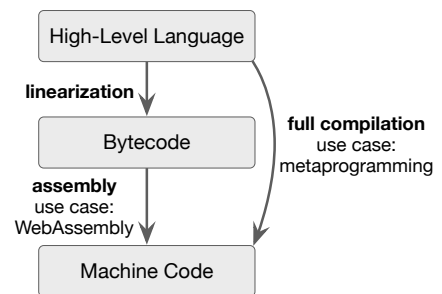 High-Level Language
linearization
full compilation
use case:
metaprogramming
Bytecode
assembly
use case:
WebAssembly
Machine Code